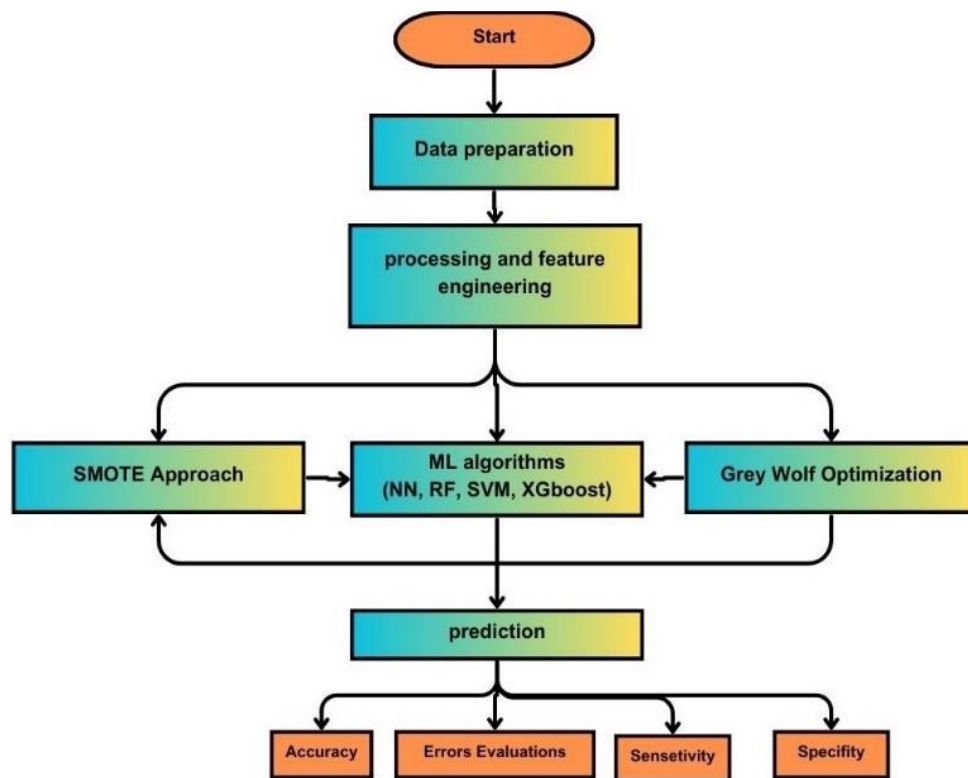 Start
Data preparation
processing and feature
engineering
SMOTE Approach
ML algorithms
(NN, RF, SVM, XGboost)
Grey Wolf Optimization
prediction
Accuracy
Errors Evaluations
Sensetivity
Specifity